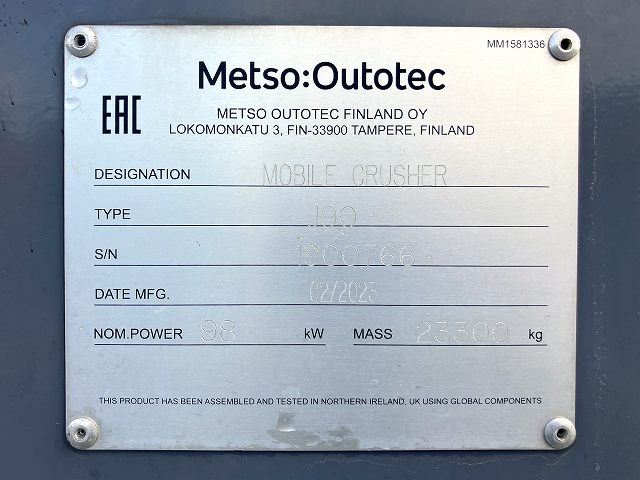 MM1581336
Metso:Outotec
EAC
METSO OUTOTEC FINLAND OY
LOKOMONKATU 3, FIN-33900 TAMPERE, FINLAND
DESIGNATION MOBILE CRUSHER
TYPE J90
S/N 1900766
DATE MFG. 02/2023
NOM.POWER 98 kW MASS 23300 kg
THIS PRODUCT HAS BEEN ASSEMBLED AND TESTED IN NORTHERN IRELAND, UK USING GLOBAL COMPONENTS